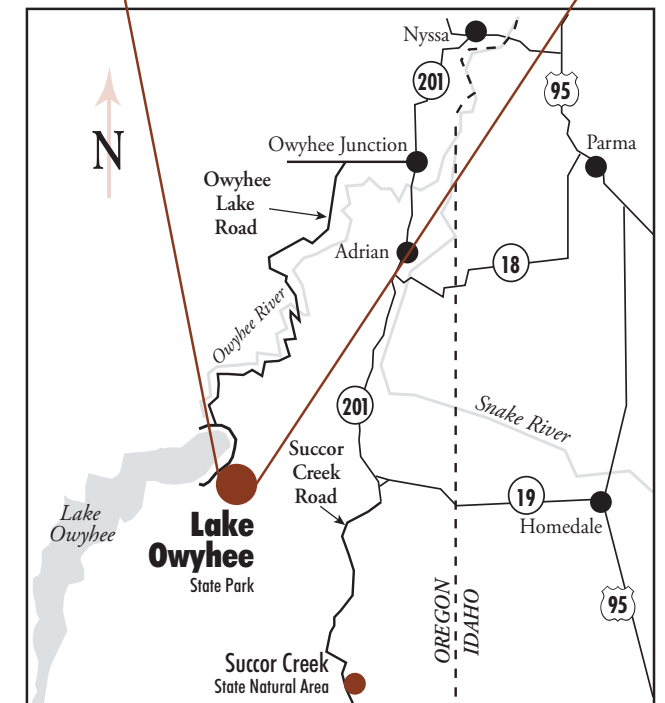 Nyssa
201
95
N
Owyhee Junction
Parma
Owyhee
Lake
Road
Adrian
18
Owyhee River
201
Snake River
Succor
Creek
Road
19
Homedale
Lake
Owyhee
Lake
Owyhee
State Park
OREGON
IDAHO
95
Succor Creek
State Natural Area